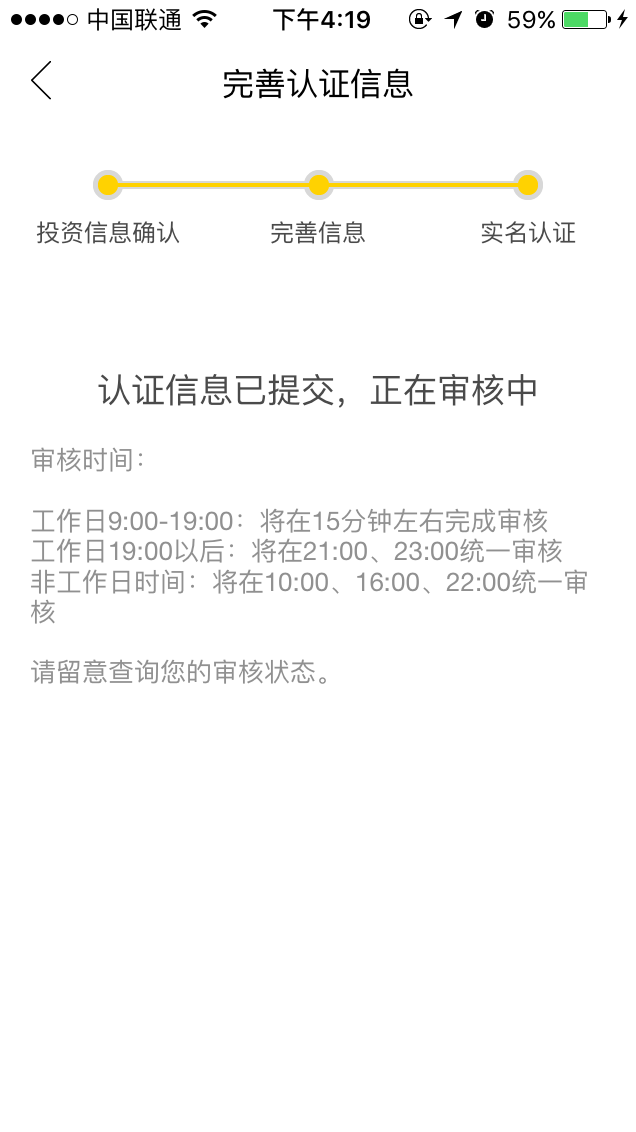 中国联通 下午4:19 59%
完善认证信息
投资信息确认 完善信息 实名认证
认证信息已提交，正在审核中
审核时间：
工作日9:00-19:00：将在15分钟左右完成审核
工作日19:00以后：将在21:00、23:00统一审核
非工作日时间：将在10:00、16:00、22:00统一审
核
请留意查询您的审核状态。